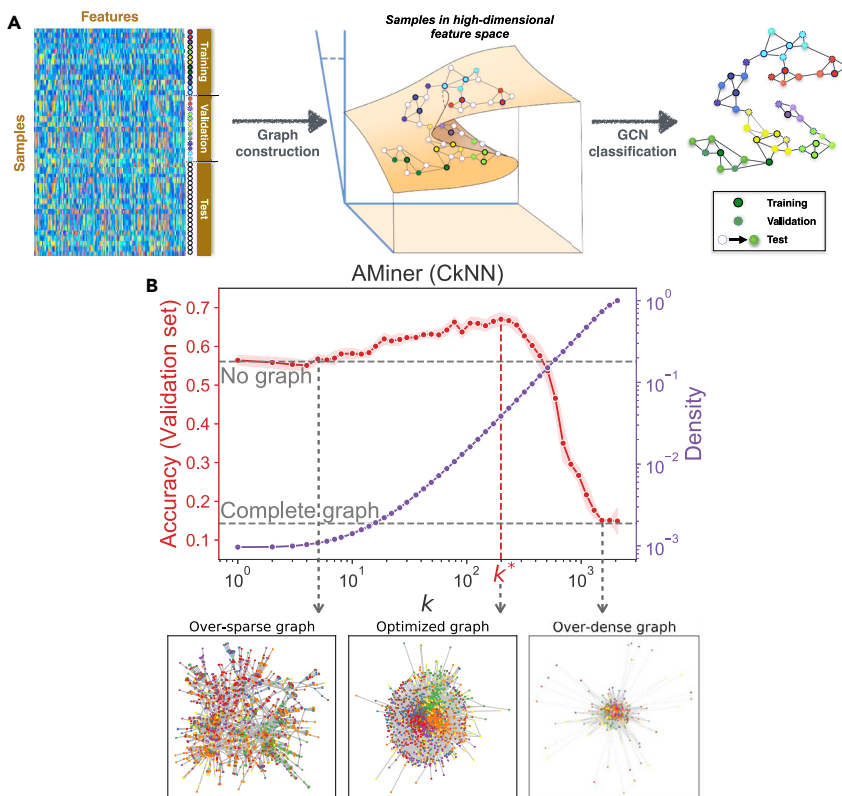 A
Features
Samples
Training
Validation
Test
Graph
construction
Samples in high-dimensional
feature space
GCN
classification
Training
Validation
Test
B
AMiner (CkNN)
Accuracy (Validation set)
0.7
0.6
0.5
0.4
0.3
0.2
0.1
No graph
Complete graph
10^0
10^-1
10^-2
10^-3
Density
10^0
10^1
10^2
10^3
k*
k
Over-sparse graph
Optimized graph
Over-dense graph